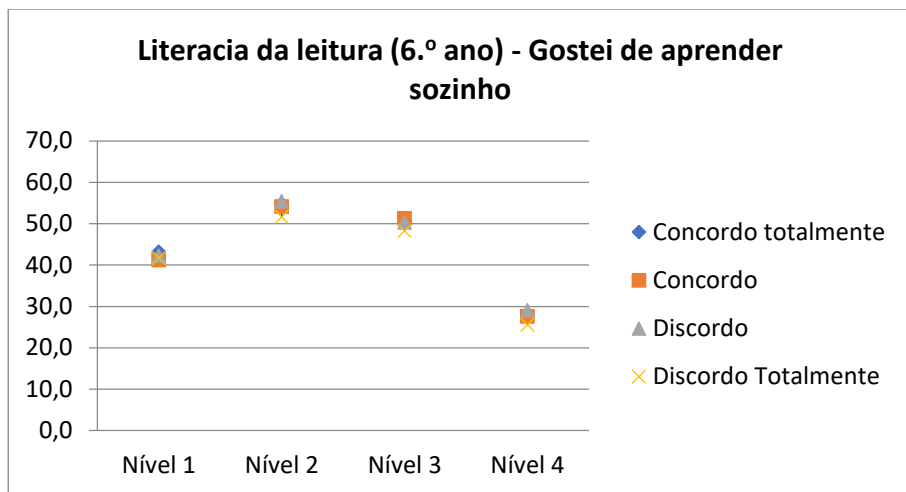 Literacia da leitura (6.º ano) - Gostei de aprender
sozinho
70,0
60,0
50,0
40,0
30,0
20,0
10,0
0,0
Nível 1 Nível 2 Nível 3 Nível 4
Concordo totalmente
Concordo
Discordo
Discordo Totalmente